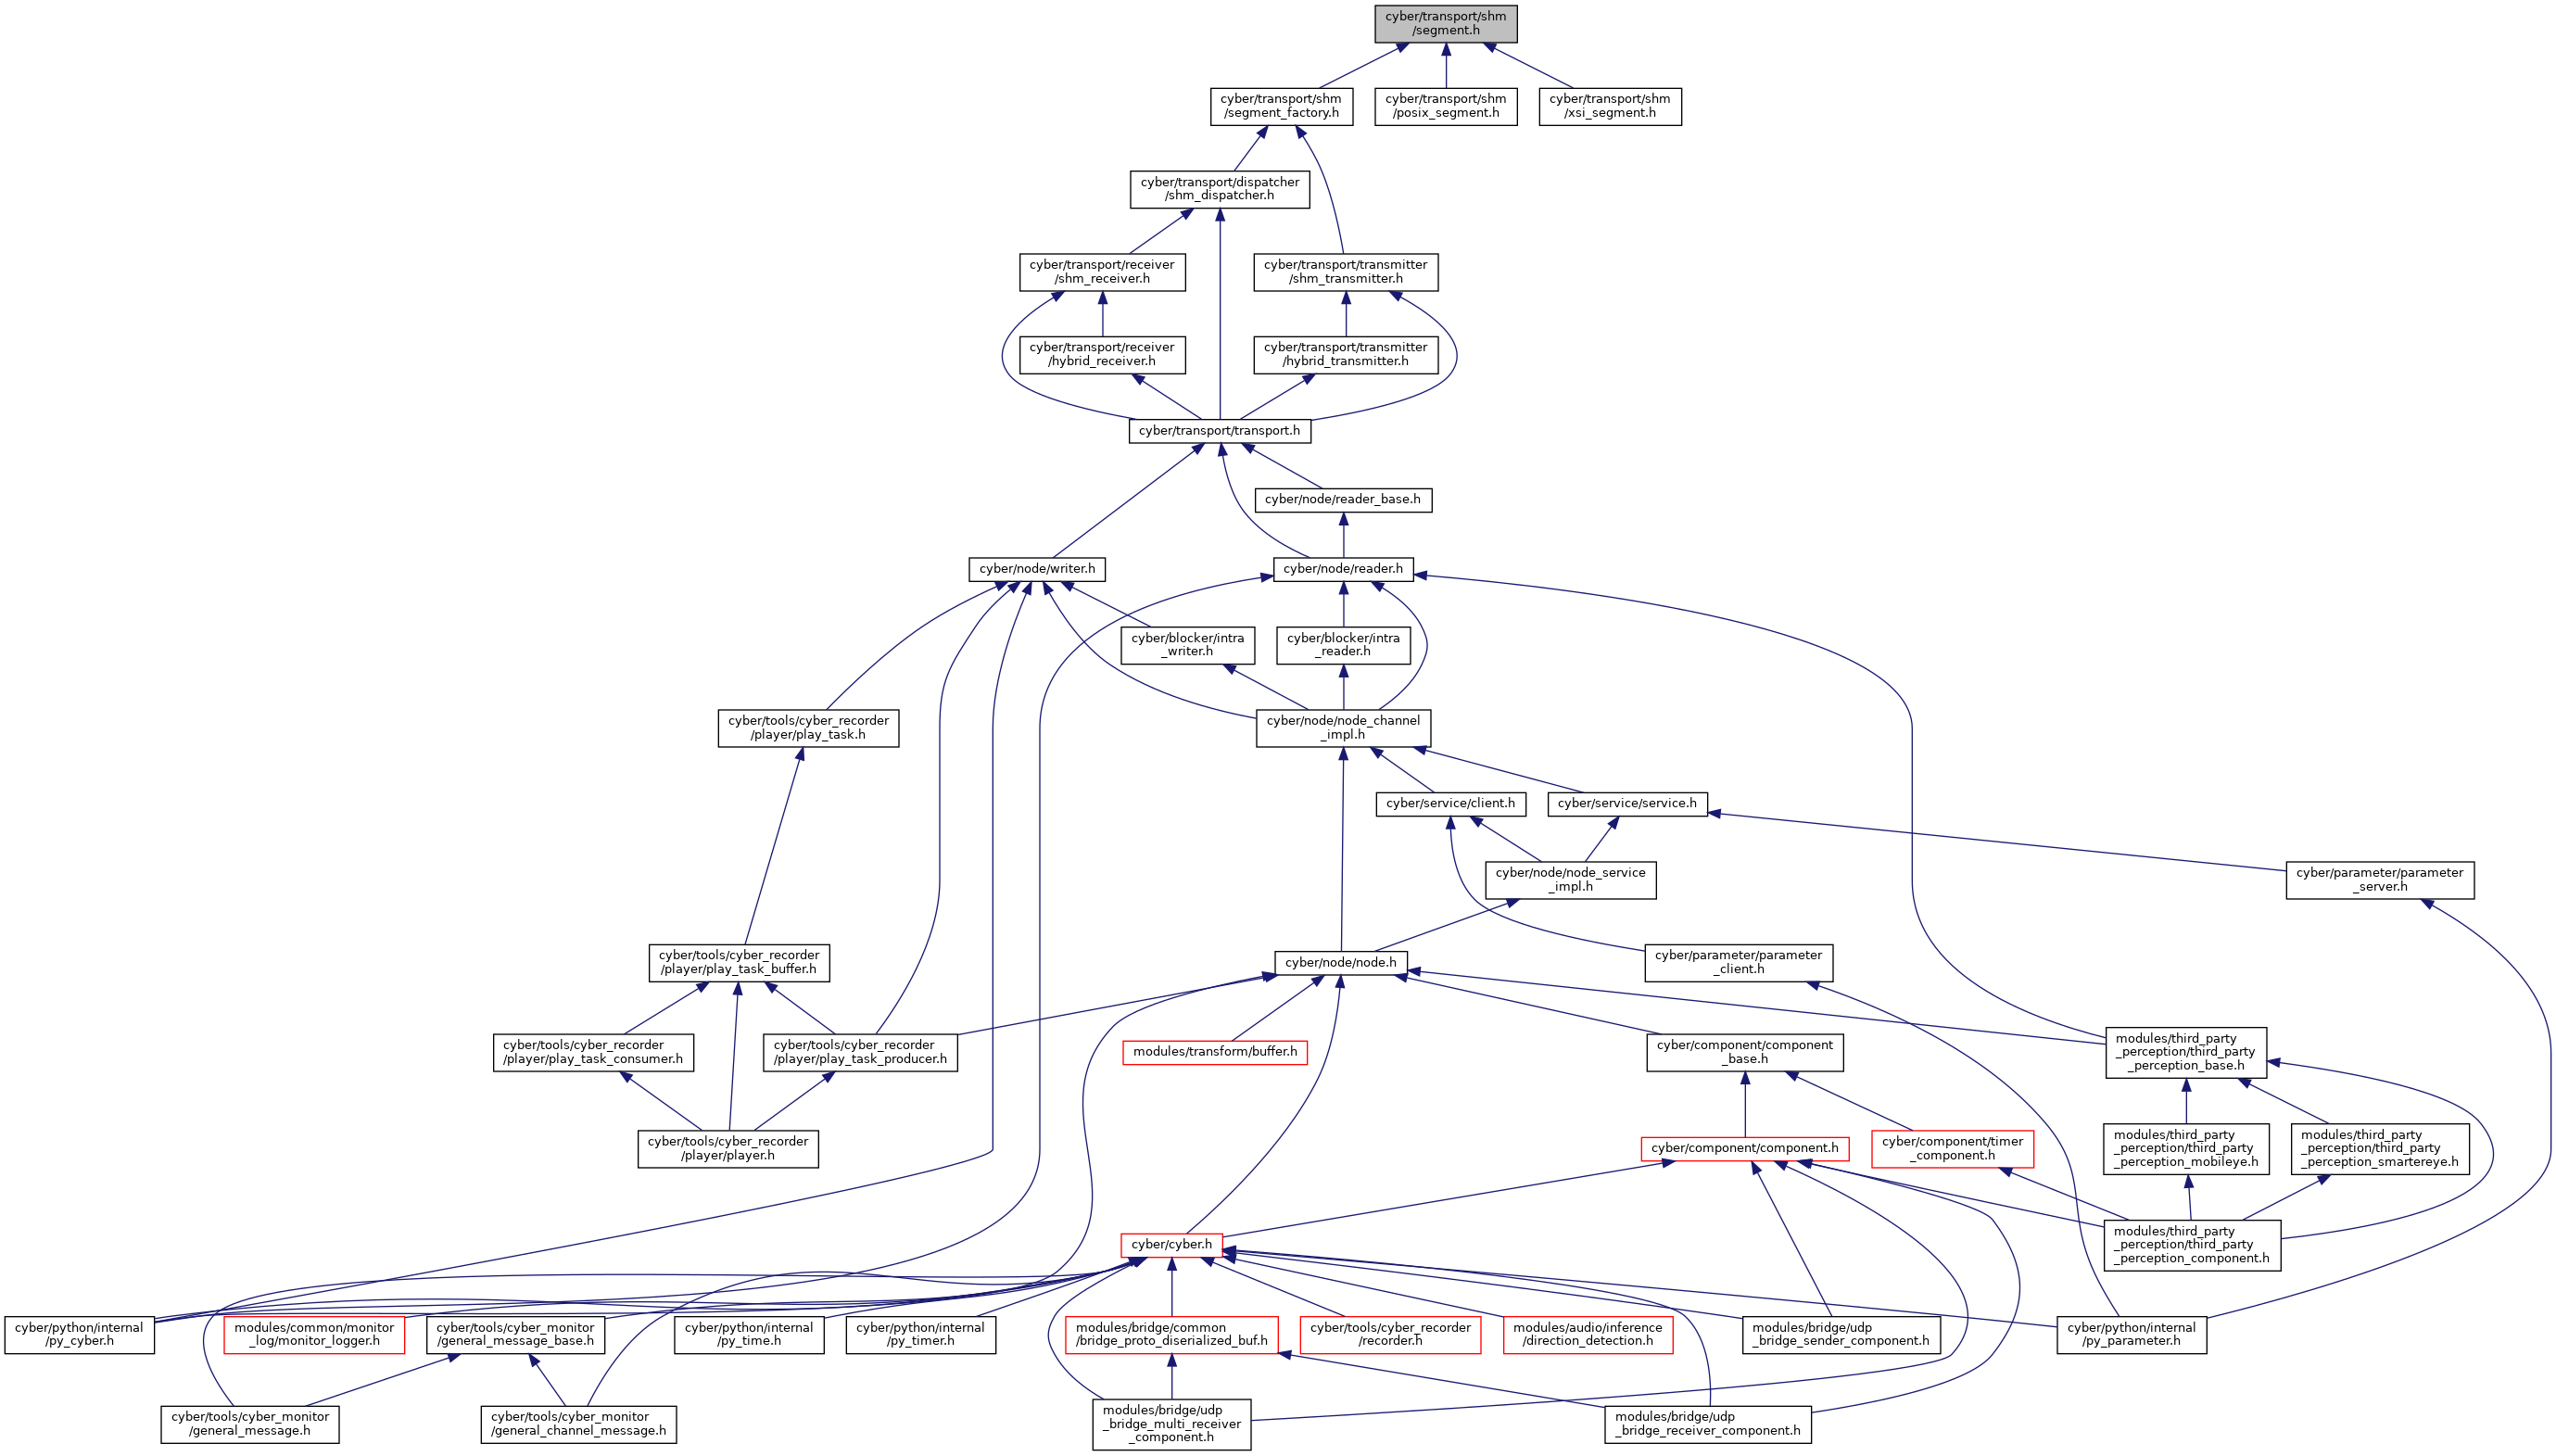 cyber/transport/shm
/segment.h
cyber/transport/shm
/segment_factory.h
cyber/transport/shm
/posix_segment.h
cyber/transport/shm
/xsi_segment.h
cyber/transport/dispatcher
/shm_dispatcher.h
cyber/transport/receiver
/shm_receiver.h
cyber/transport/transmitter
/shm_transmitter.h
cyber/transport/receiver
/hybrid_receiver.h
cyber/transport/transmitter
/hybrid_transmitter.h
cyber/transport/transport.h
cyber/node/reader_base.h
cyber/node/writer.h
cyber/node/reader.h
cyber/blocker/intra
_writer.h
cyber/blocker/intra
_reader.h
cyber/tools/cyber_recorder
/player/play_task.h
cyber/node/node_channel
_impl.h
cyber/service/client.h
cyber/service/service.h
cyber/node/node_service
_impl.h
cyber/parameter/parameter
_server.h
cyber/tools/cyber_recorder
/player/play_task_buffer.h
cyber/node/node.h
cyber/parameter/parameter
_client.h
cyber/tools/cyber_recorder
/player/play_task_consumer.h
cyber/tools/cyber_recorder
/player/play_task_producer.h
modules/transform/buffer.h
cyber/component/component
_base.h
modules/third_party
_perception/third_party
_perception_base.h
cyber/tools/cyber_recorder
/player/player.h
cyber/component/component.h
cyber/component/timer
_component.h
modules/third_party
_perception/third_party
_perception_mobileye.h
modules/third_party
_perception/third_party
_perception_smartereye.h
cyber/cyber.h
modules/third_party
_perception/third_party
_perception_component.h
cyber/python/internal
/py_cyber.h
modules/common/monitor
_log/monitor_logger.h
cyber/tools/cyber_monitor
/general_message_base.h
cyber/python/internal
/py_time.h
cyber/python/internal
/py_timer.h
modules/bridge/common
/bridge_proto_diserialized_buf.h
cyber/tools/cyber_recorder
/recorder.h
modules/audio/inference
/direction_detection.h
modules/bridge/udp
_bridge_sender_component.h
cyber/python/internal
/py_parameter.h
cyber/tools/cyber_monitor
/general_message.h
cyber/tools/cyber_monitor
/general_channel_message.h
modules/bridge/udp
_bridge_multi_receiver
_component.h
modules/bridge/udp
_bridge_receiver_component.h